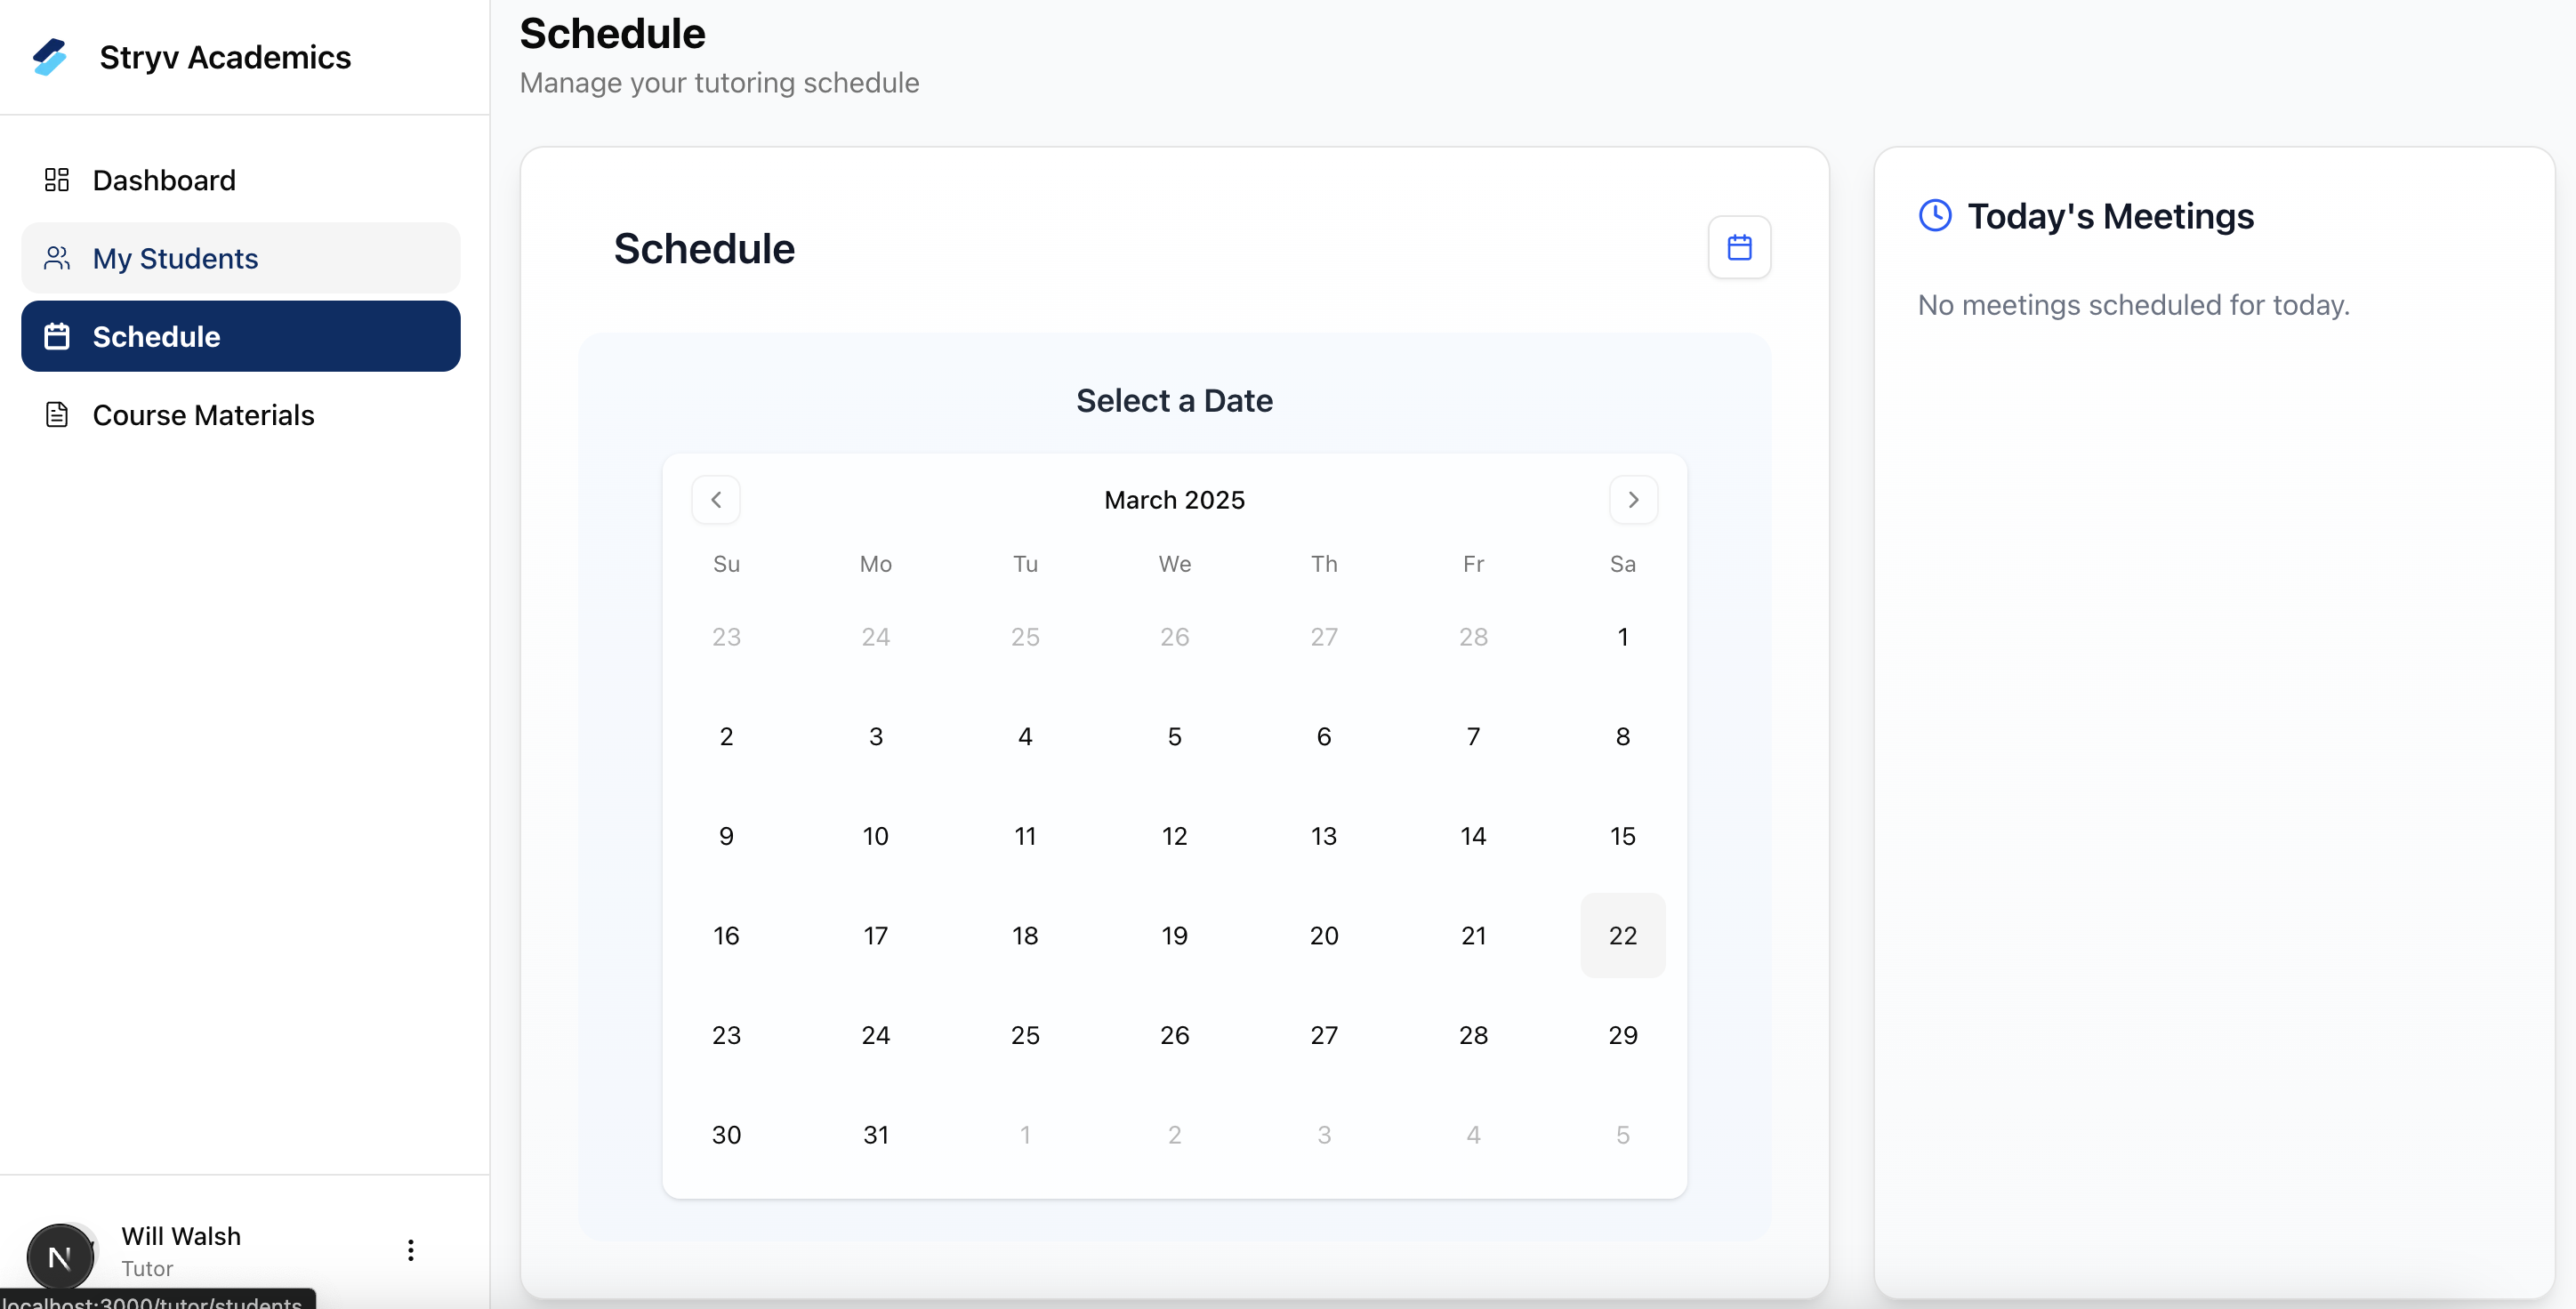 Stryv Academics
Dashboard
My Students
Schedule
Course Materials
Will Walsh
Tutor
N
localhost:3000/tutor/students
Schedule
Manage your tutoring schedule
Schedule
Select a Date
March 2025
Su Mo Tu We Th Fr Sa
23 24 25 26 27 28 1
2 3 4 5 6 7 8
9 10 11 12 13 14 15
16 17 18 19 20 21 22
23 24 25 26 27 28 29
30 31 1 2 3 4 5
Today's Meetings
No meetings scheduled for today.